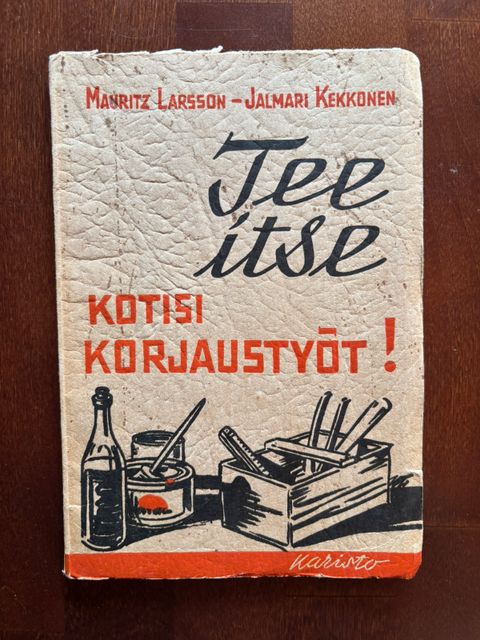 MAURITZ LARSSON – JALMARI KEKKONEN
Tee
itse
KOTISI
KORJAUSTYÖT!
Karisto